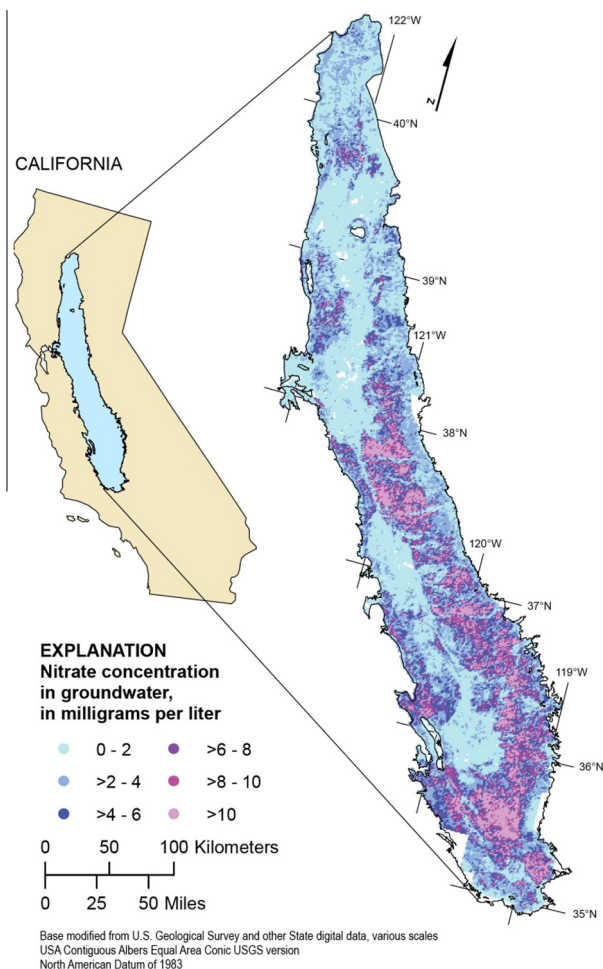 122°W
N
40°N
CALIFORNIA
39°N
121°W
38°N
120°W
37°N
119°W
EXPLANATION
Nitrate concentration
in groundwater,
in milligrams per liter
0 - 2 >6 - 8
>2 - 4 >8 - 10
>4 - 6 >10
36°N
0 50 100 Kilometers
0 25 50 Miles
35°N
Base modified from U.S. Geological Survey and other State digital data, various scales
USA Contiguous Albers Equal Area Conic USGS version
North American Datum of 1983